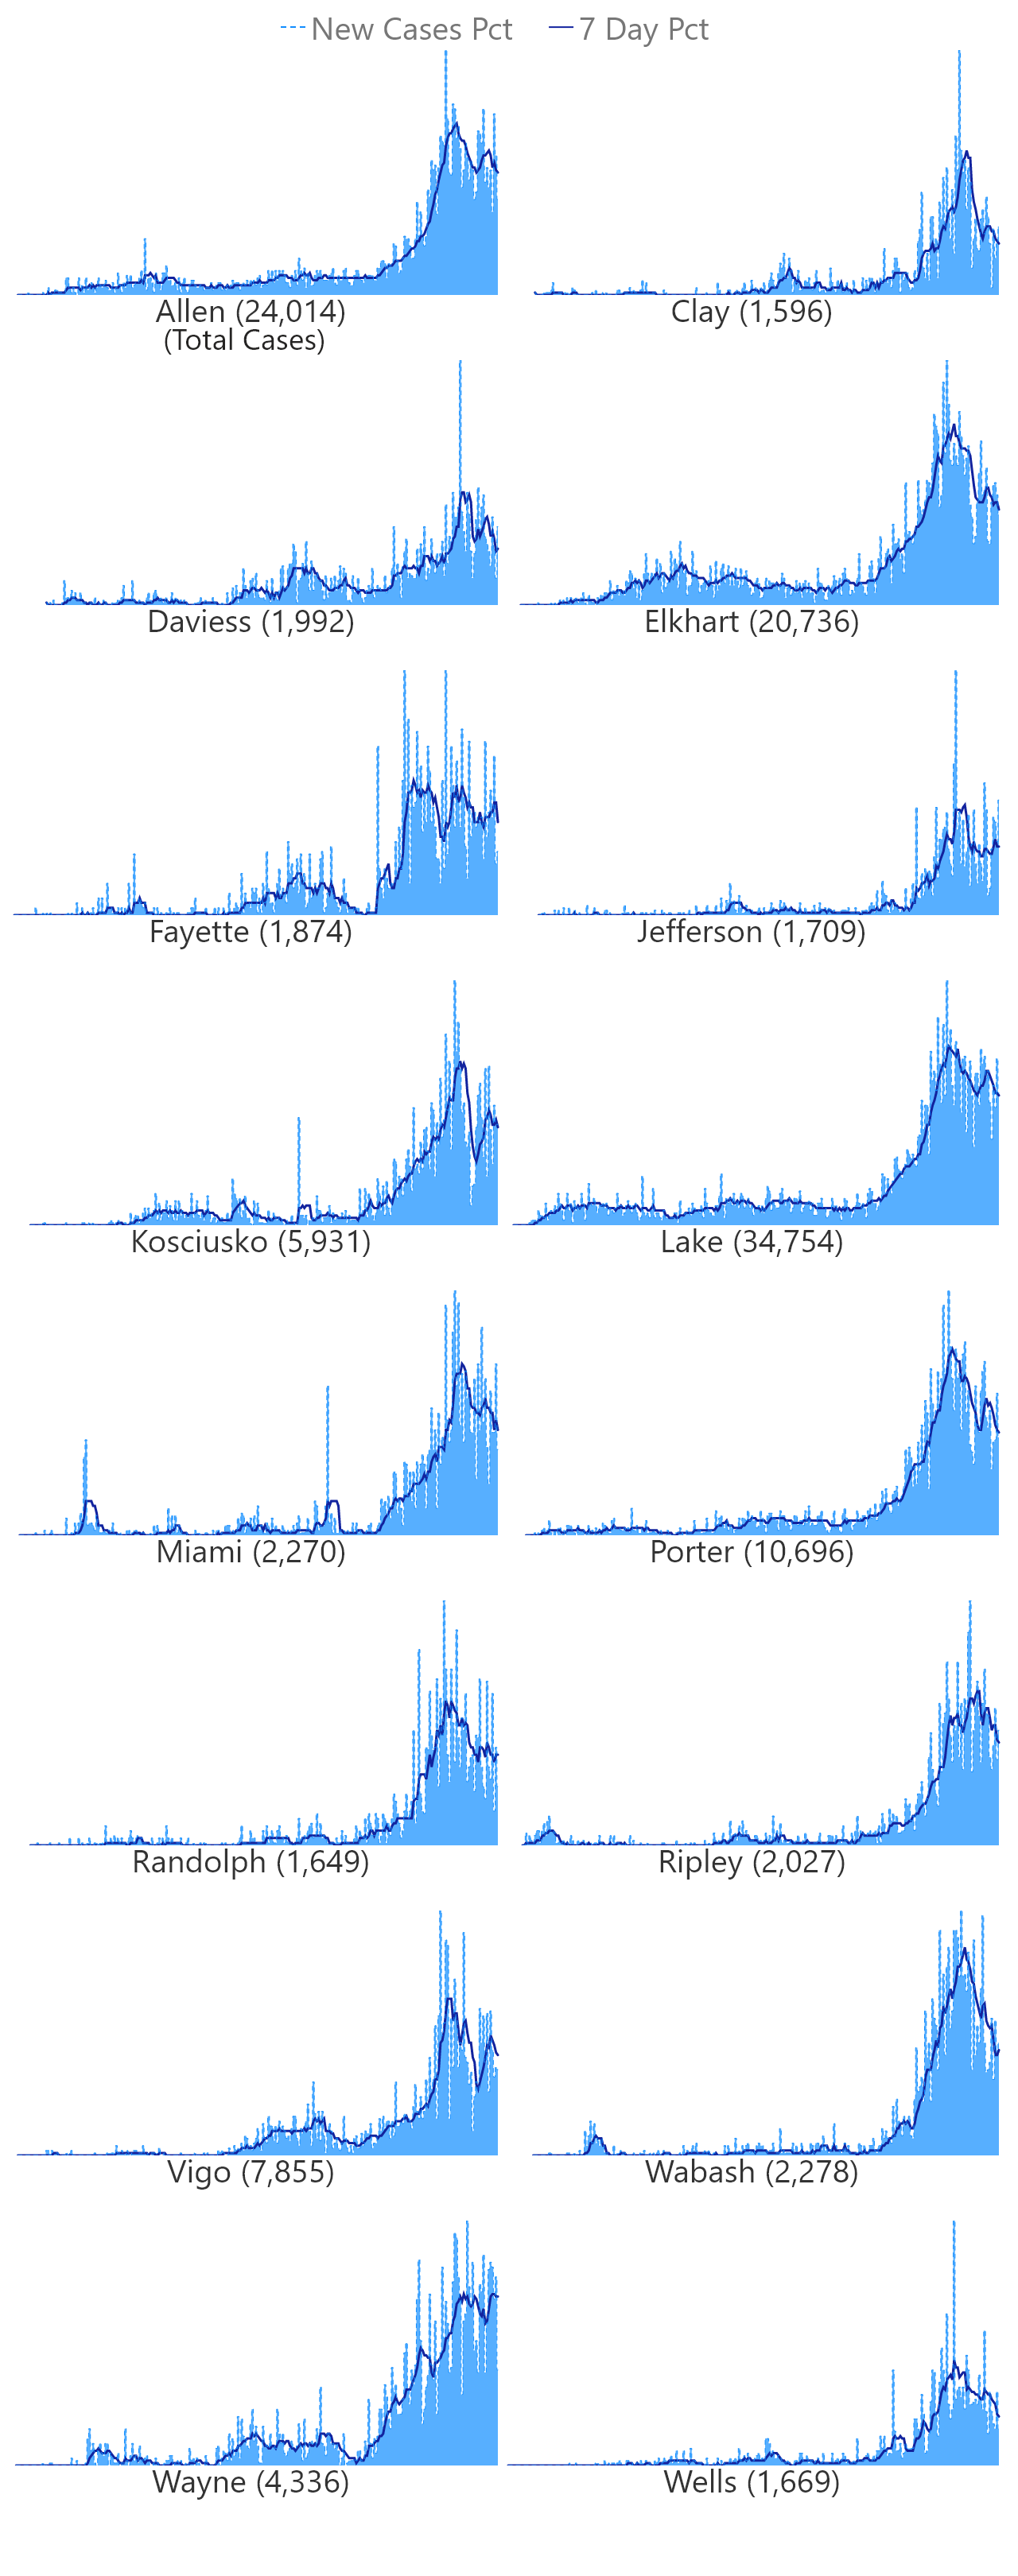 New Cases Pct 7 Day Pct
Allen (24,014) Clay (1,596)
(Total Cases)
Daviess (1,992) Elkhart (20,736)
Fayette (1,874) Jefferson (1,709)
Kosciusko (5,931) Lake (34,754)
Miami (2,270) Porter (10,696)
Randolph (1,649) Ripley (2,027)
Vigo (7,855) Wabash (2,278)
Wayne (4,336) Wells (1,669)